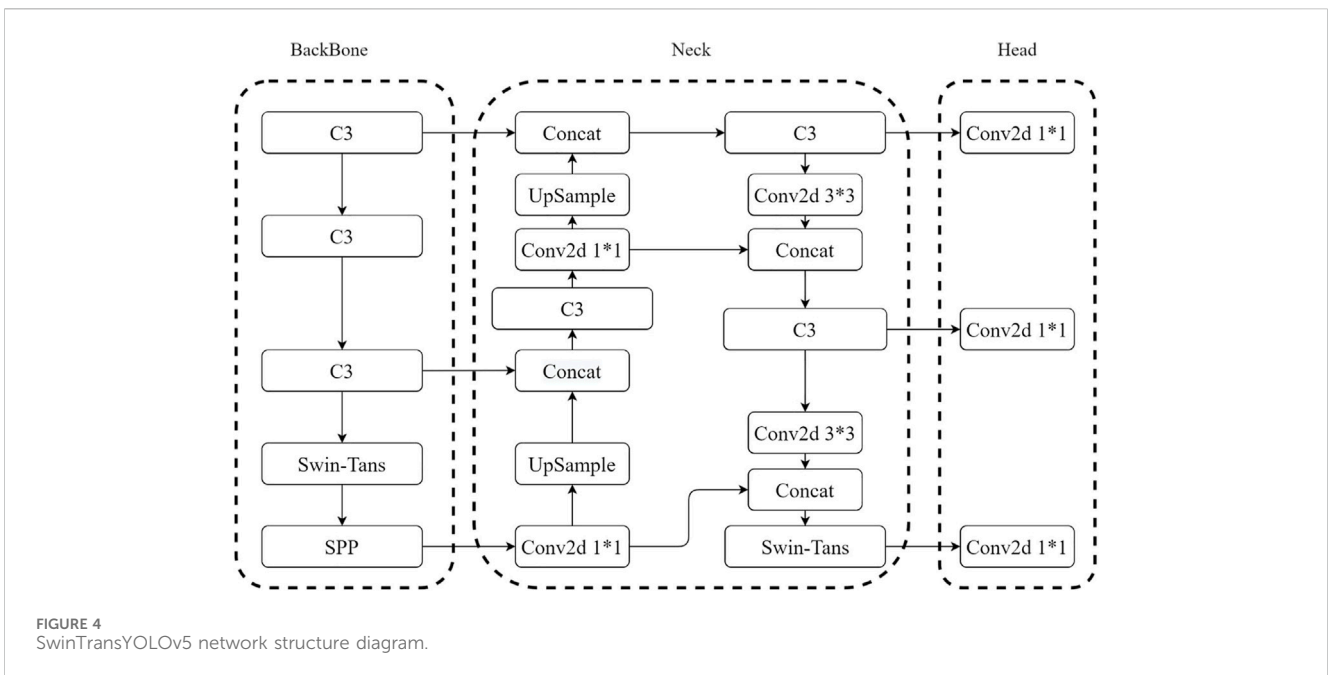 BackBone
Neck
Head
C3
C3
C3
Swin-Tans
SPP
Concat
UpSample
Conv2d 1*1
C3
Concat
UpSample
Conv2d 1*1
C3
Conv2d 3*3
Concat
C3
Conv2d 3*3
Concat
Swin-Tans
Conv2d 1*1
Conv2d 1*1
Conv2d 1*1
FIGURE 4
SwinTransYOLOv5 network structure diagram.